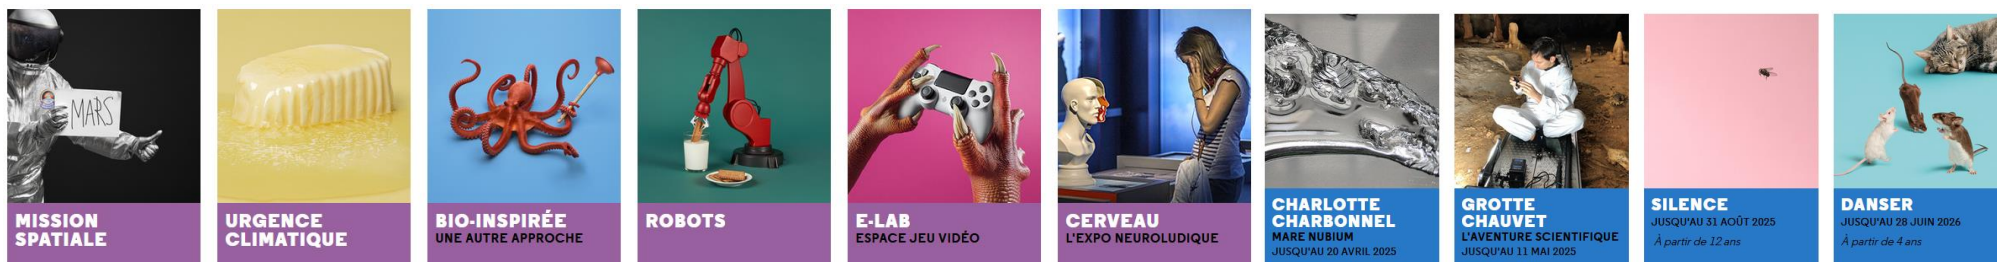 MARS
MISSION
SPATIALE
URGENCE
CLIMATIQUE
BIO-INSPIRÉE
UNE AUTRE APPROCHE
ROBOTS
E-LAB
ESPACE JEU VIDÉO
CERVEAU
L'EXPO NEUROLUDIQUE
CHARLOTTE
CHARBONNEL
MARE NUBIUM
JUSQU'AU 20 AVRIL 2025
GROTTE
CHAUVET
L'AVENTURE SCIENTIFIQUE
JUSQU'AU 11 MAI 2025
SILENCE
JUSQU'AU 31 AOÛT 2025
À partir de 12 ans
DANSER
JUSQU'AU 28 JUIN 2026
À partir de 4 ans